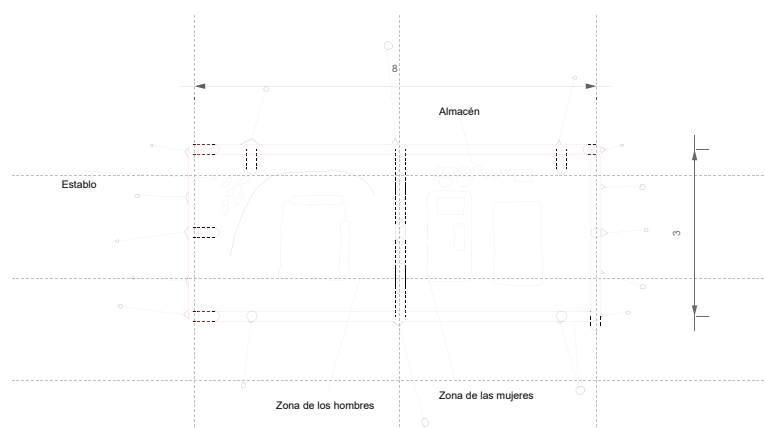 8
Almacén
Establo
3
Zona de los hombres
Zona de las mujeres